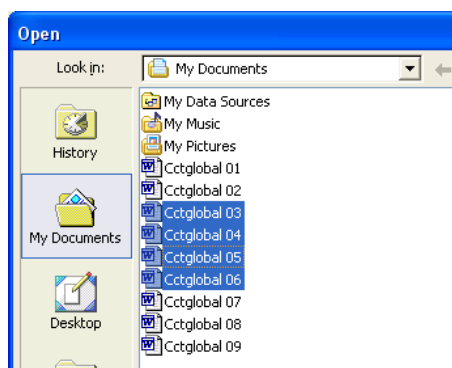 Open
Look in:
My Documents
History
My Documents
Desktop
My Data Sources
My Music
My Pictures
Cctglobal 01
Cctglobal 02
Cctglobal 03
Cctglobal 04
Cctglobal 05
Cctglobal 06
Cctglobal 07
Cctglobal 08
Cctglobal 09